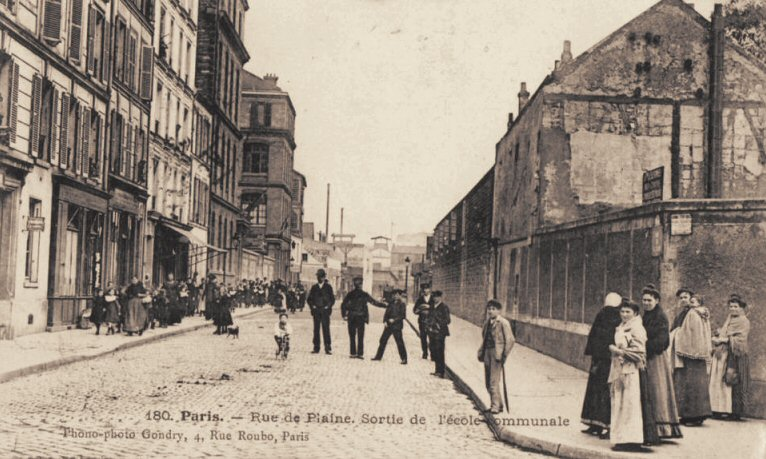 180. Paris. — Rue de Plaine. Sortie de l'école communale
Phono-photo Gondry, 4, Rue Roubo, Paris